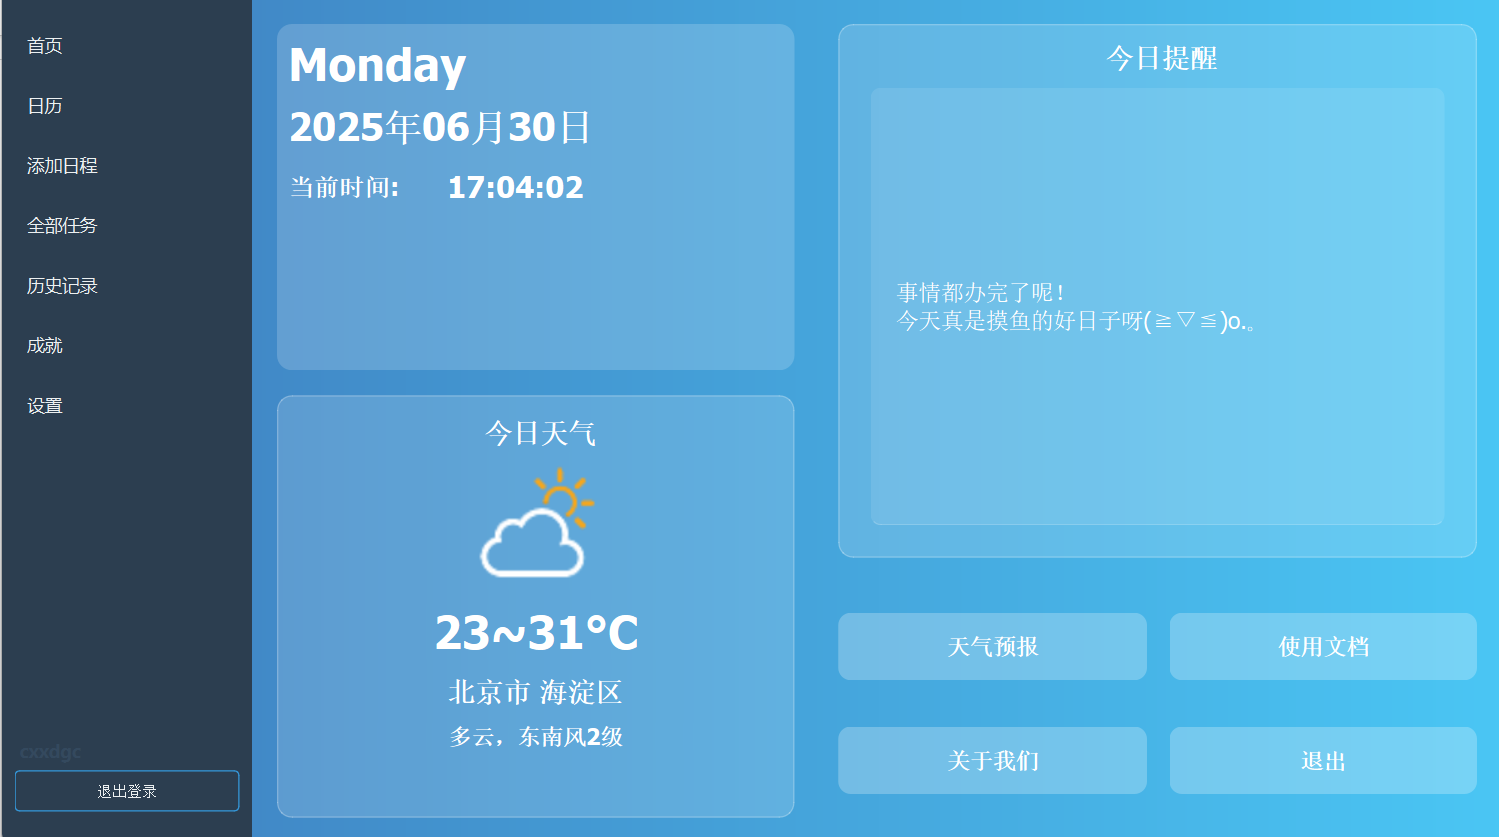 首页
日历
添加日程
全部任务
历史记录
成就
设置
cxxdgc
退出登录
Monday
2025年06月30日
当前时间: 17:04:02
今日天气
23~31°C
北京市 海淀区
多云，东南风2级
今日提醒
事情都办完了呢！
今天真是摸鱼的好日子呀(≧▽≦)o.。
天气预报
使用文档
关于我们
退出